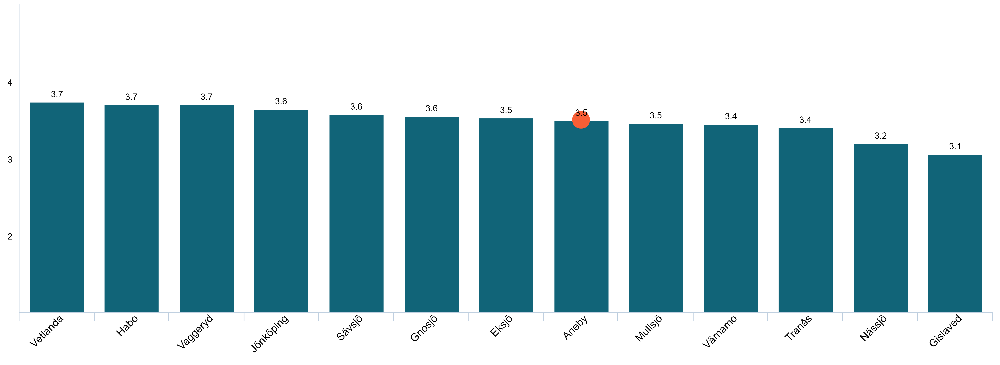 4
3
2
3.7
3.7
3.7
3.6
3.6
3.6
3.5
3.5
3.5
3.4
3.4
3.2
3.1
Vetlanda
Habo
Vaggeryd
Jönköping
Sävsjö
Gnosjö
Eksjö
Aneby
Mullsjö
Värnamo
Tranås
Nässjö
Gislaved